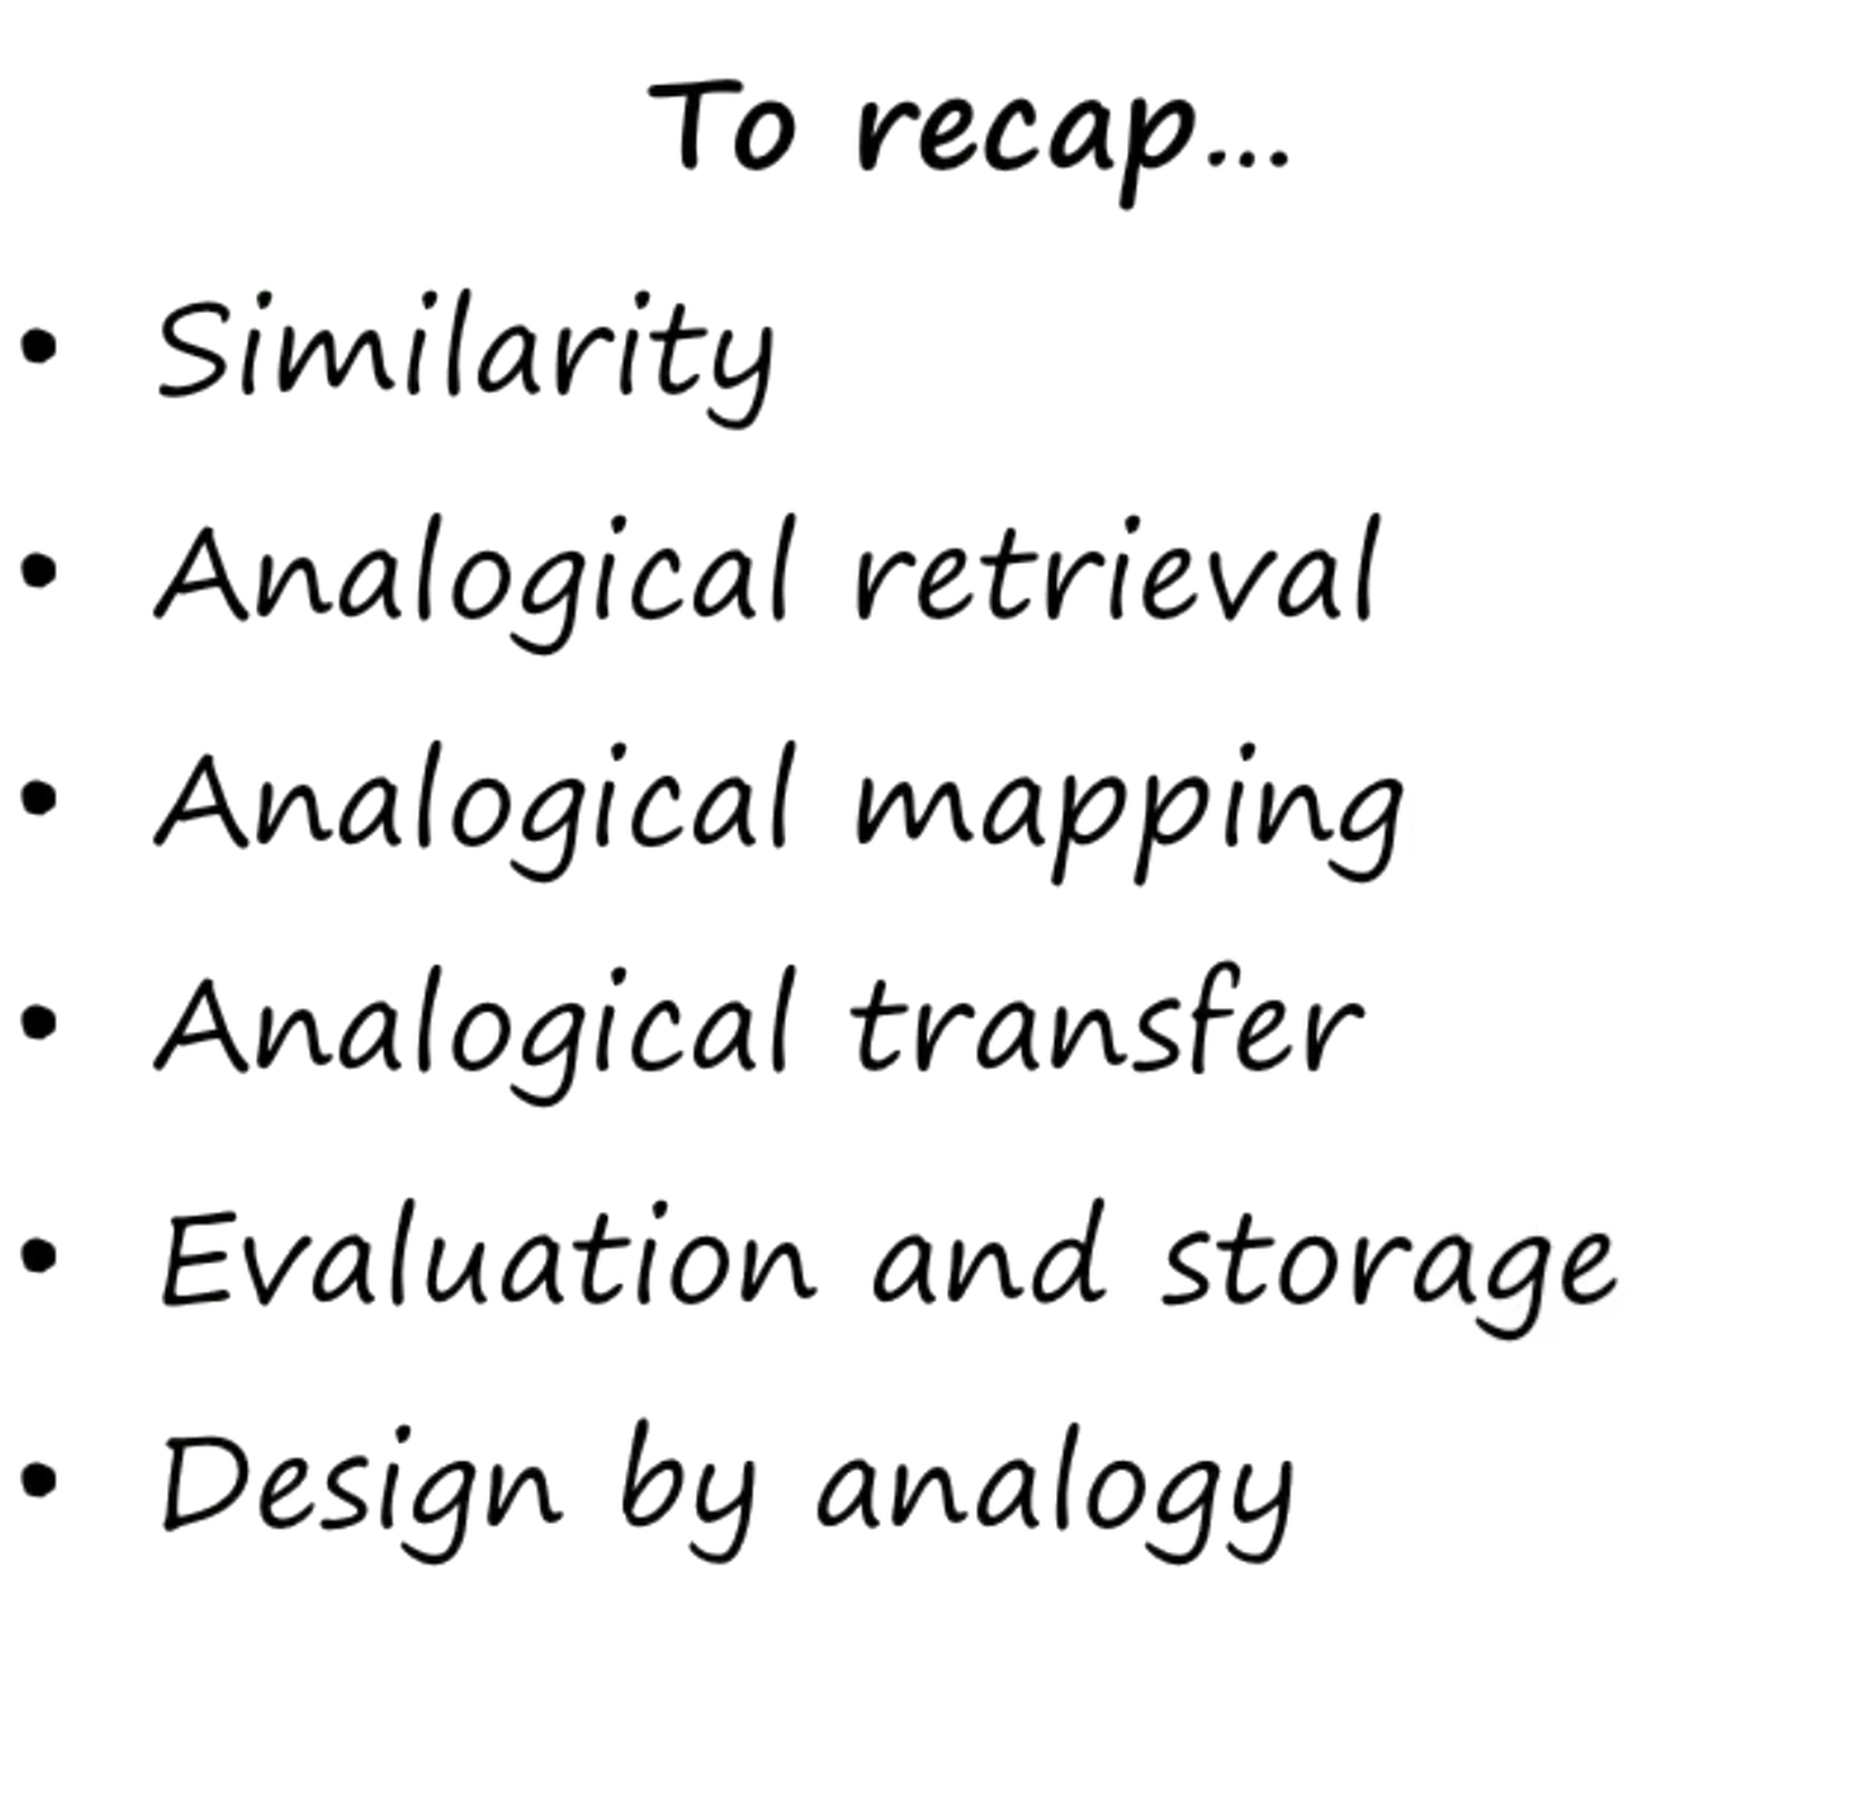 To recap...
• Similarity
• Analogical retrieval
• Analogical mapping
• Analogical transfer
• Evaluation and storage
• Design by analogy